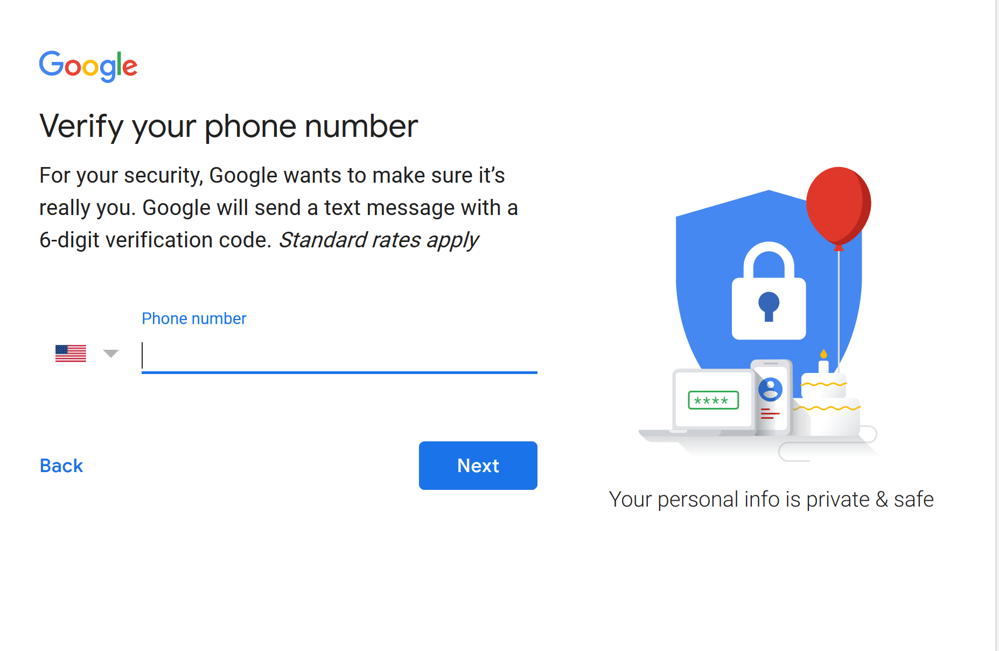 Google
Verify your phone number
For your security, Google wants to make sure it’s
really you. Google will send a text message with a
6-digit verification code. Standard rates apply
Phone number
****
Back
Next
Your personal info is private & safe